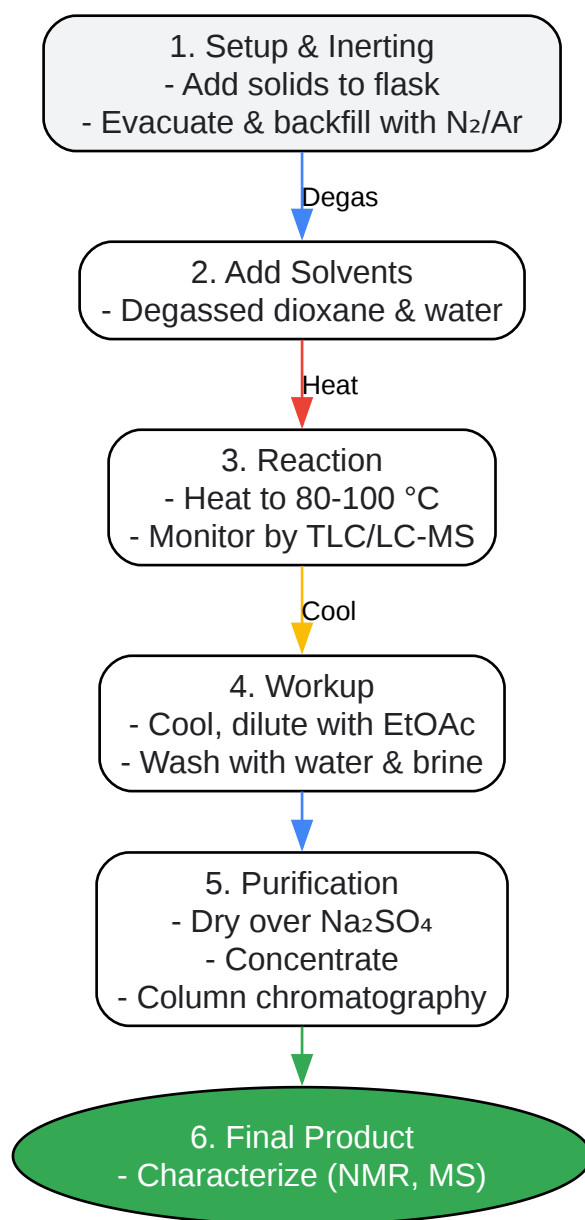 1. Setup & Inerting
- Add solids to flask
- Evacuate & backfill with N₂/Ar
Degas
2. Add Solvents
- Degassed dioxane & water
Heat
3. Reaction
- Heat to 80-100 °C
- Monitor by TLC/LC-MS
Cool
4. Workup
- Cool, dilute with EtOAc
- Wash with water & brine
5. Purification
- Dry over Na₂SO₄
- Concentrate
- Column chromatography
6. Final Product
- Characterize (NMR, MS)